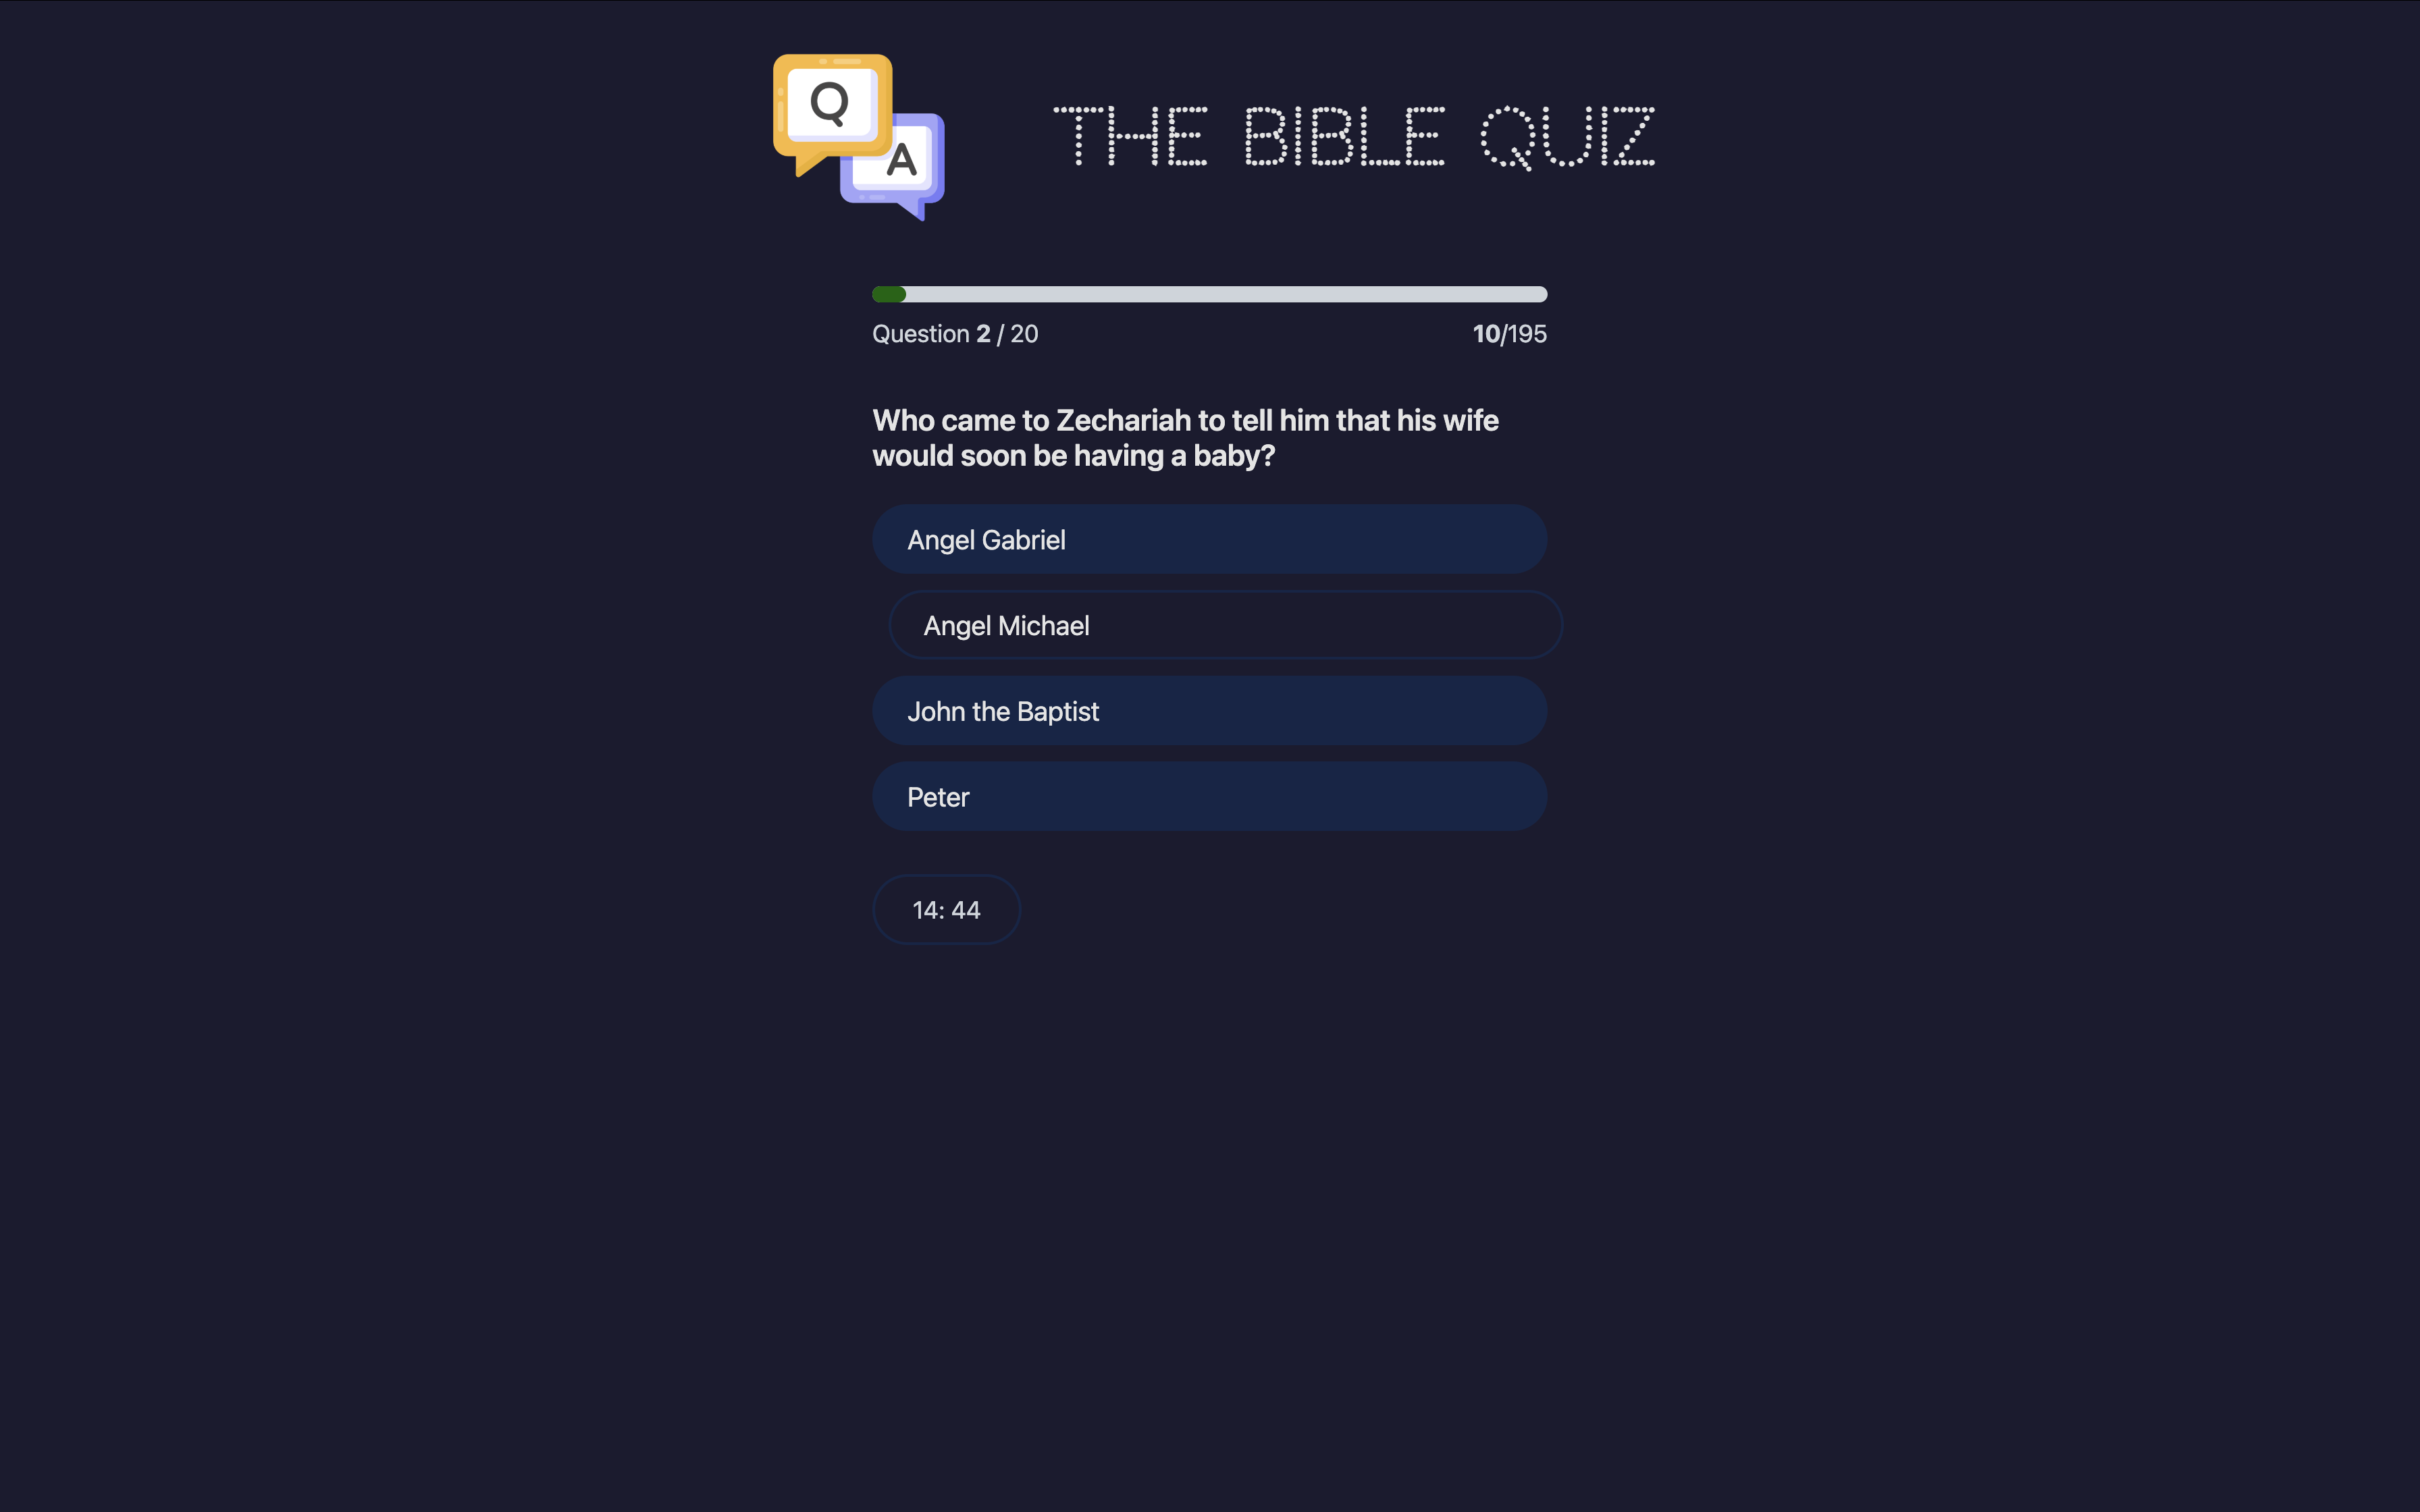 Q
A
THE BIBLE QUIZ
Question 2 / 20
10/195
Who came to Zechariah to tell him that his wife
would soon be having a baby?
Angel Gabriel
Angel Michael
John the Baptist
Peter
14: 44